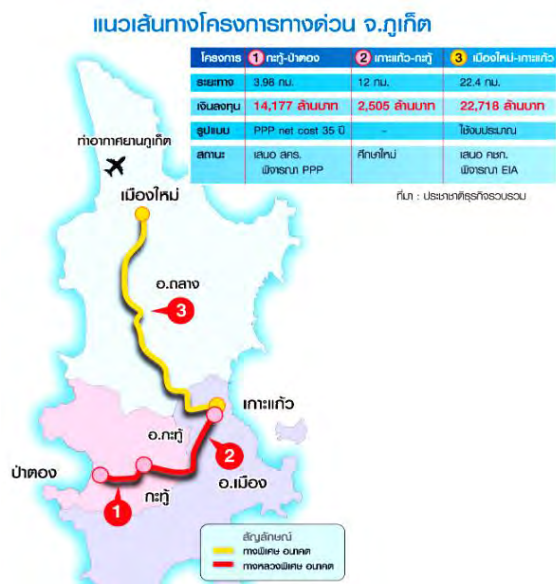 แนวเส้นทางโครงการทางด่วน จ.ภูเก็ต
โครงการ 1 กะทู้-ป่าตอง 2 เกาะแก้ว-กะทู้ 3 เมืองใหม่-เกาะแก้ว
ระยะทาง 3.98 กม. 12 กม. 22.4 กม.
เงินลงทุน 14,177 ล้านบาท 2,505 ล้านบาท 22,718 ล้านบาท
รูปแบบ PPP net cost 35 ปี - ใช้งบประมาณ
สถานะ เสนอ สคร. ศึกษาใหม่ เสนอ คชก.
พิจารณา PPP พิจารณา EIA
ที่มา : ประชาชาติธุรกิจรวบรวม
ท่าอากาศยานภูเก็ต
เมืองใหม่
อ.ถลาง
3
เกาะแก้ว
อ.กะทู้
2
ป่าตอง
อ.เมือง
กะทู้
1
สัญลักษณ์
ทางพิเศษ อนาคต
ทางหลวงพิเศษ อนาคต